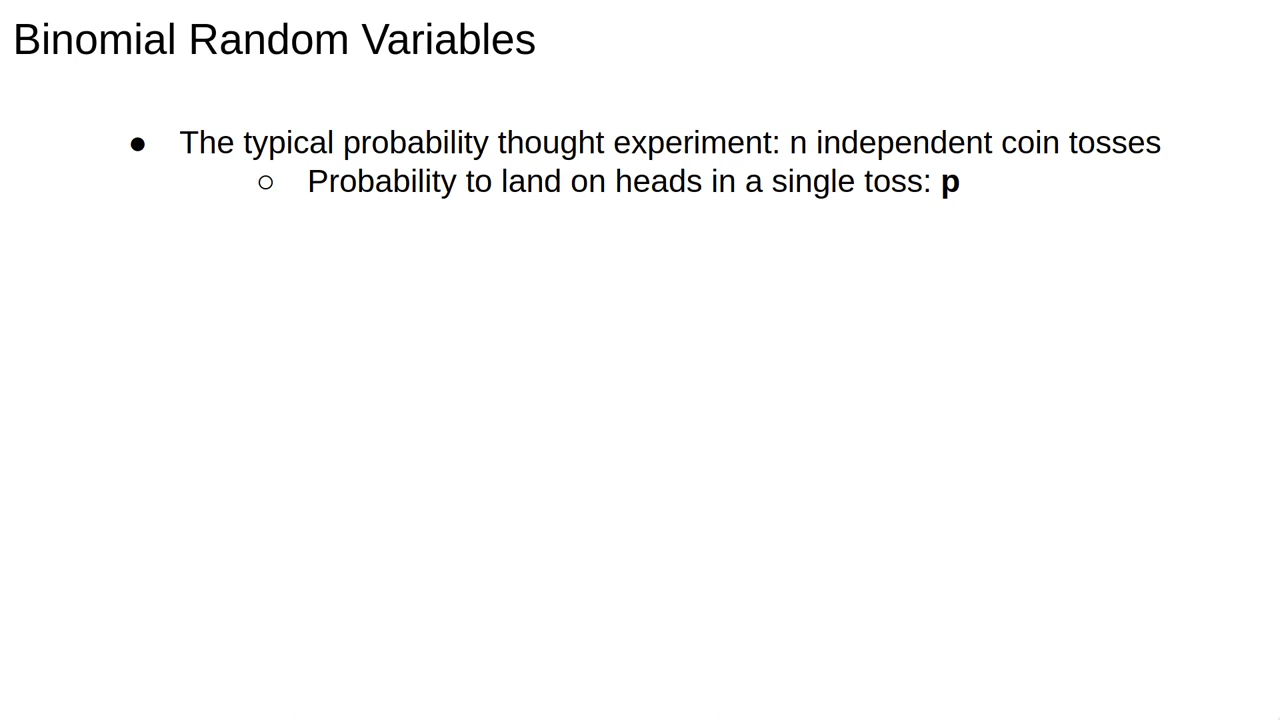 Binomial Random Variables
● The typical probability thought experiment: n independent coin tosses
○ Probability to land on heads in a single toss: p